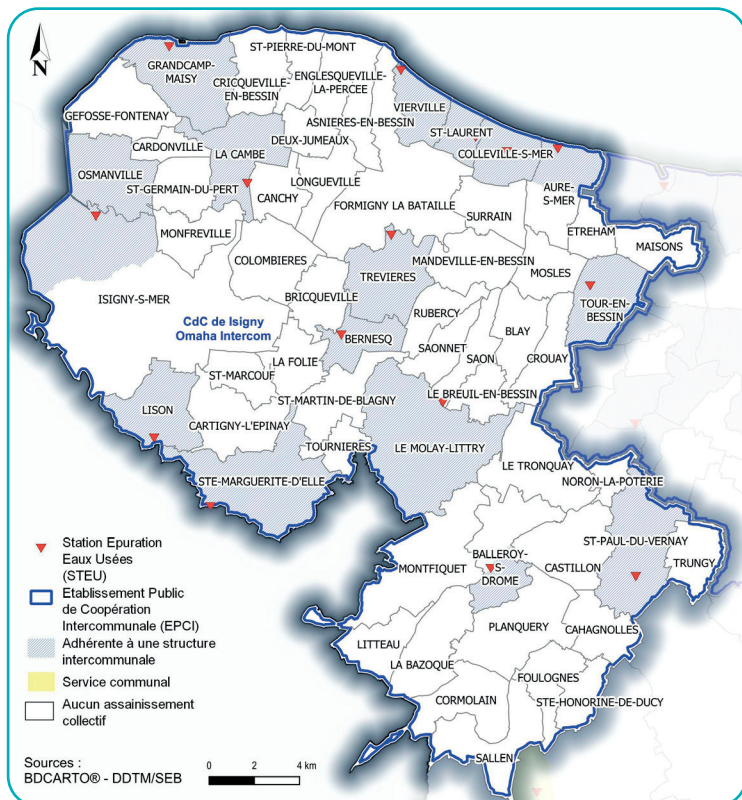 N
ST-PIERRE-DU-MONT
GRANDCAMP-
MAISY
CRICQUEVILLE-
EN-BESSIN
ENGLESQUEVILLE-
LA-PERCEE
VIERVILLE
GEFOSSE-FONTENAY
ASNIERES-EN-BESSIN
ST-LAURENT
CARDONVILLE
LA CAMBE
DEUX-JUMEAUX
COLLEVILLE-S-MER
OSMANVILLE
ST-GERMAIN-DU-PERT
LONGUEVILLE
CANCHY
AURE-
S-MER
FORMIGNY LA BATAILLE
SURRAIN
MONFREVILLE
ETREHAM
MAISONS
COLOMBIERES
MANDEVILLE-EN-BESSIN
TREVIERES
MOSLES
ISIGNY-S-MER
BRICQUEVILLE
TOUR-EN-
BESSIN
CdC de Isigny
Omaha Intercom
RUBERCY
BERNESQ
BLAY
SAONNET
SAON
CROUAY
LA FOLIE
ST-MARCOUF
LE BREUIL-EN-BESSIN
ST-MARTIN-DE-BLAGNY
LISON
CARTIGNY-L'EPINAY
TOURNIERES
LE MOLAY-LITTRY
LE TRONQUAY
STE-MARGUERITE-D'ELLE
NORON-LA-POTERIE
ST-PAUL-DU-VERNAY
BALLEROY-
S-
DROME
MONTFIQUET
CASTILLON
TRUNGY
PLANQUERY
CAHAGNOLLES
LITTEAU
LA BAZOQUE
FOULOGNES
CORMOLAIN
STE-HONORINE-DE-DUCY
SALLEN
Station Epuration
Eaux Usées
(STEU)
Etablissement Public
de Coopération
Intercommunale (EPCI)
Adhérente à une structure
intercommunale
Service communal
Aucun assainissement
collectif
Sources :
BDCARTO® - DDTM/SEB
0 2 4 km